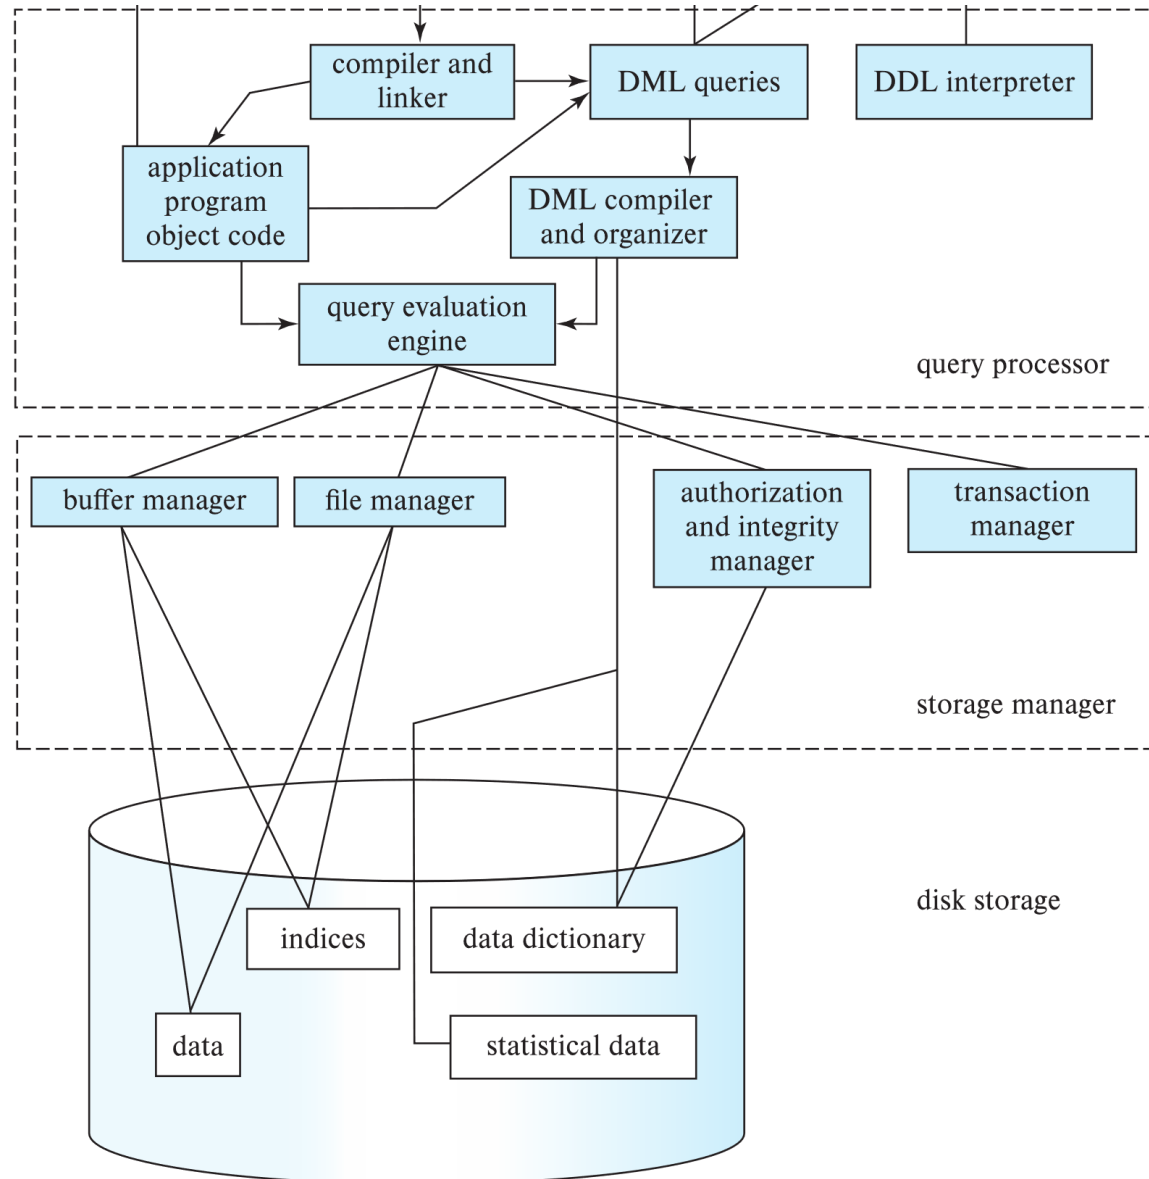 compiler and
linker
DML queries
DDL interpreter
application
program
object code
DML compiler
and organizer
query evaluation
engine
query processor
buffer manager
file manager
authorization
and integrity
manager
transaction
manager
storage manager
disk storage
indices
data dictionary
data
statistical data